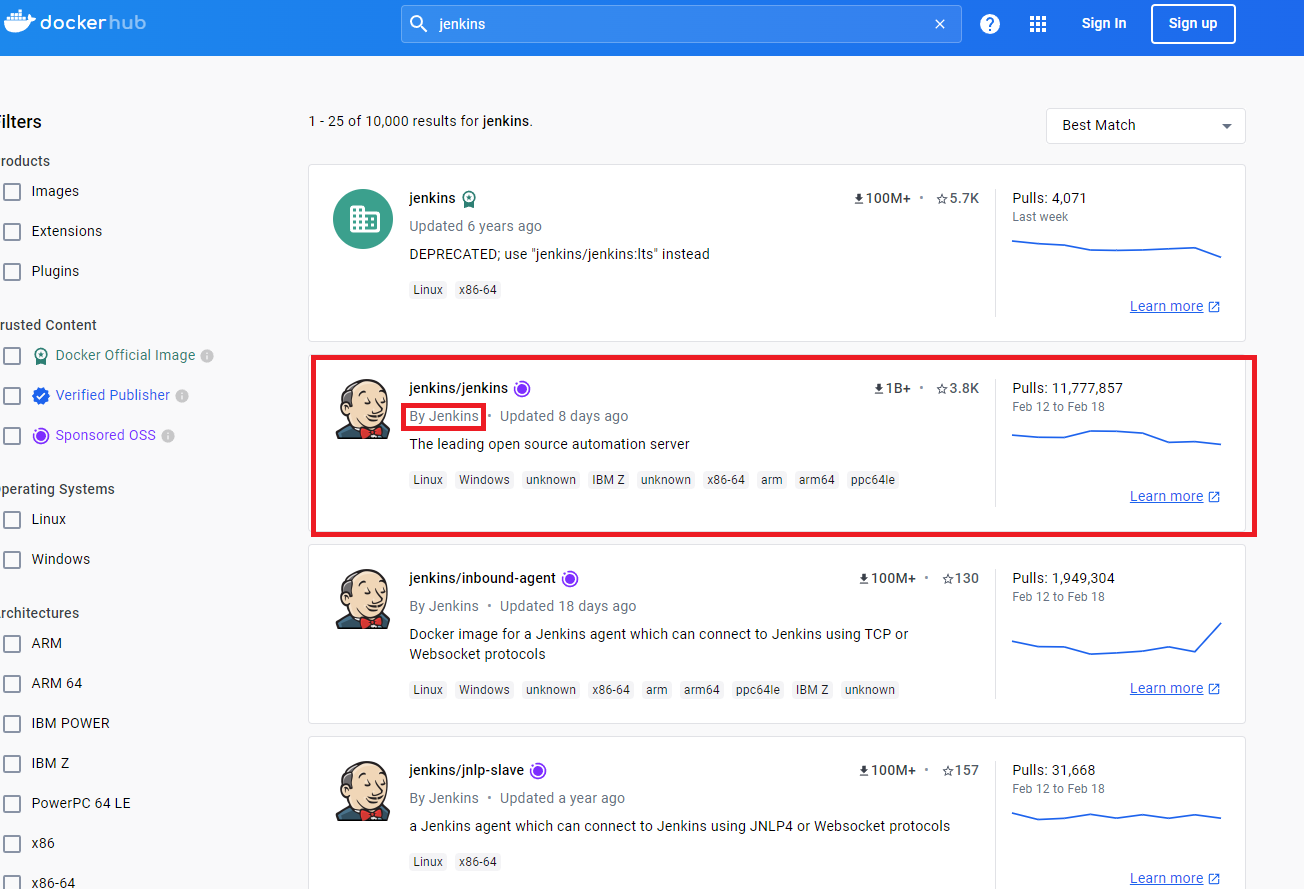 dockerhub
jenkins
Sign In
Sign up
ilters
roducts
Images
Extensions
Plugins
rusted Content
Docker Official Image
Verified Publisher
Sponsored OSS
perating Systems
Linux
Windows
rchitectures
ARM
ARM 64
IBM POWER
IBM Z
PowerPC 64 LE
x86
x86-64
1 - 25 of 10,000 results for jenkins.
Best Match
jenkins
100M+ • 5.7K
Updated 6 years ago
DEPRECATED; use "jenkins/jenkins:lts" instead
Linux x86-64
Pulls: 4,071
Last week
Learn more
jenkins/jenkins
1B+ • 3.8K
By Jenkins • Updated 8 days ago
The leading open source automation server
Linux Windows unknown IBM Z unknown x86-64 arm arm64 ppc64le
Pulls: 11,777,857
Feb 12 to Feb 18
Learn more
jenkins/inbound-agent
100M+ • 130
By Jenkins • Updated 18 days ago
Docker image for a Jenkins agent which can connect to Jenkins using TCP or
Websocket protocols
Linux Windows unknown x86-64 arm arm64 ppc64le IBM Z unknown
Pulls: 1,949,304
Feb 12 to Feb 18
Learn more
jenkins/jnlp-slave
100M+ • 157
By Jenkins • Updated a year ago
a Jenkins agent which can connect to Jenkins using JNLP4 or Websocket protocols
Linux x86-64
Pulls: 31,668
Feb 12 to Feb 18
Learn more